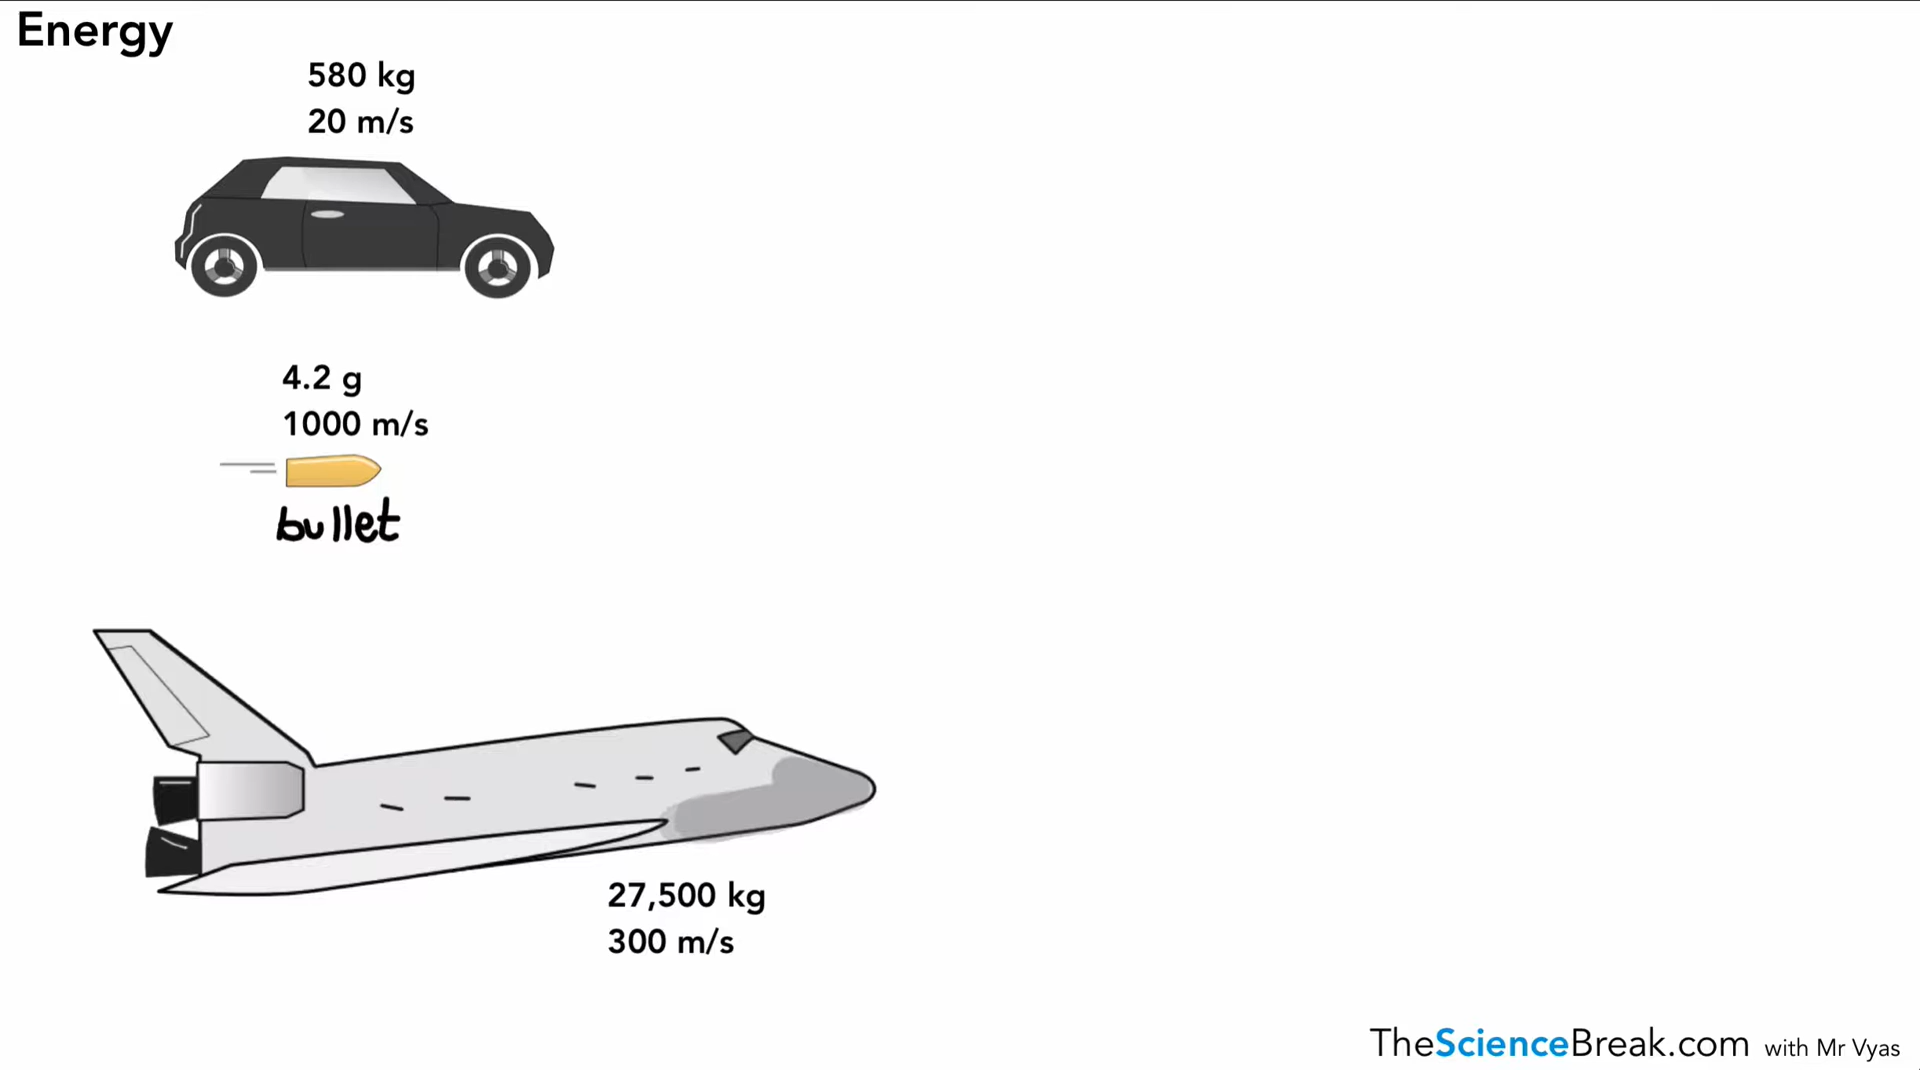 Energy
580 kg
20 m/s
4.2 g
1000 m/s
bullet
27,500 kg
300 m/s
TheScienceBreak.com with Mr Vyas